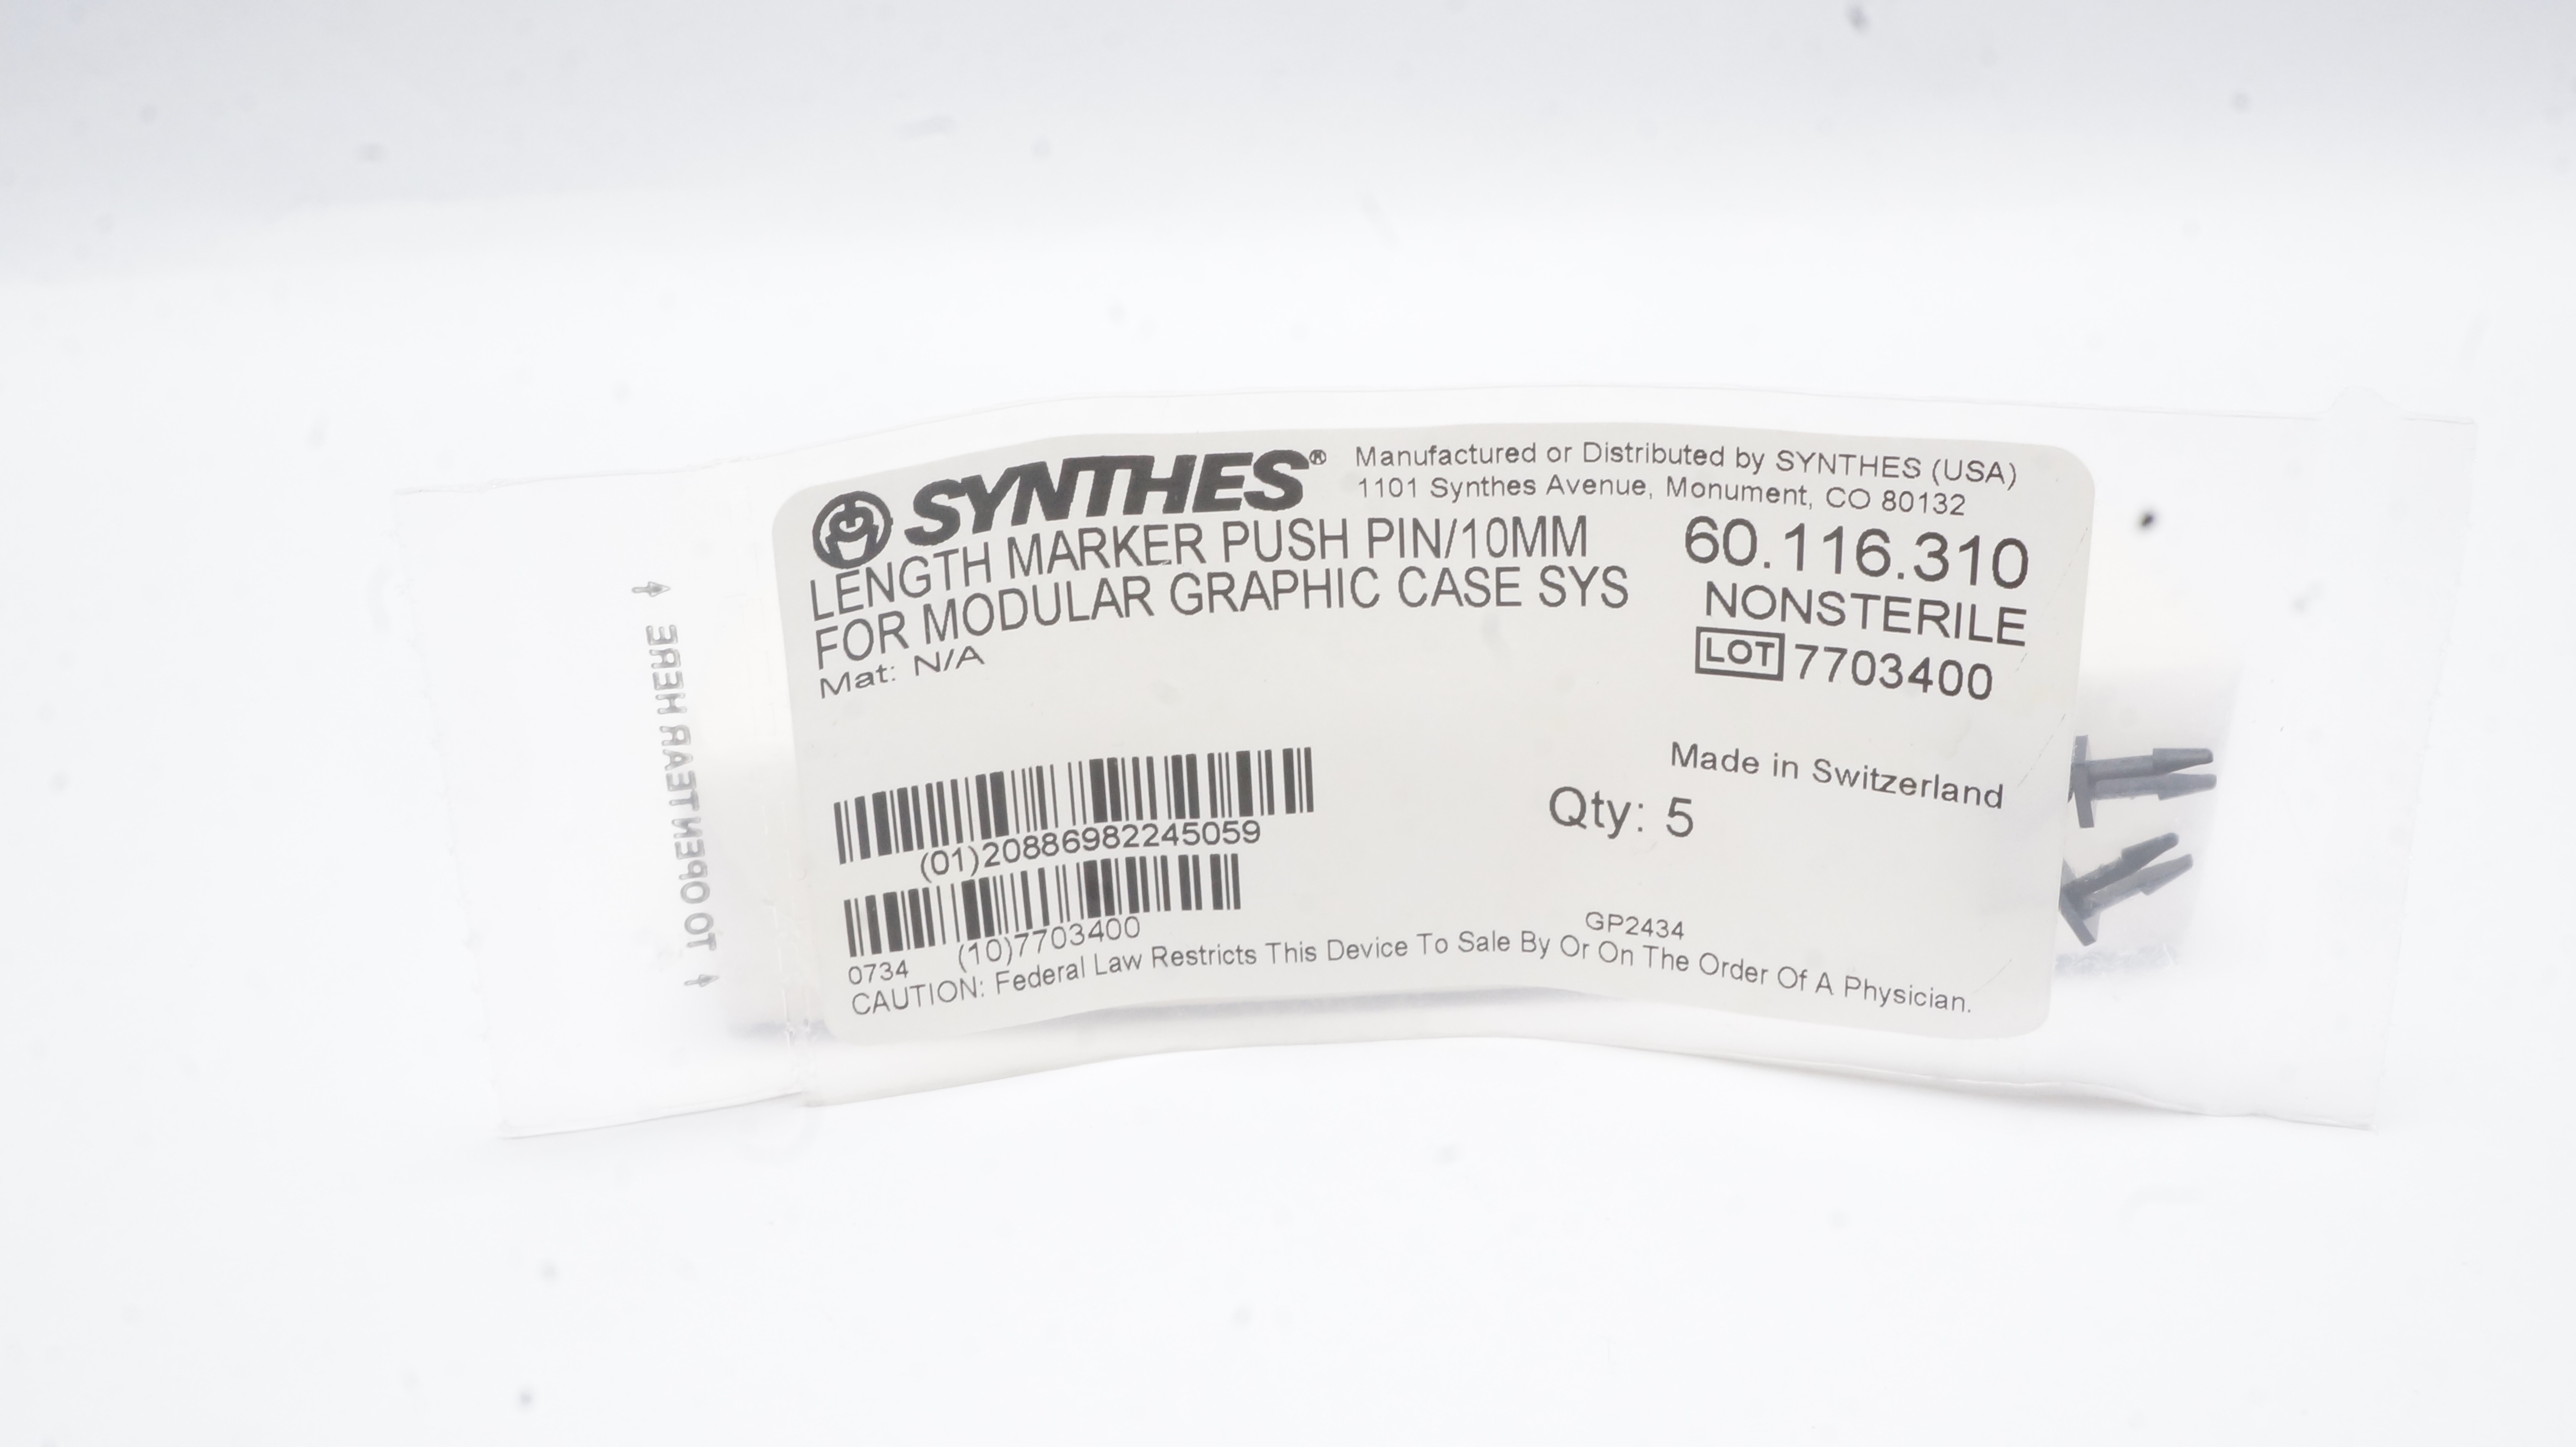 SYNTHES®
Manufactured or Distributed by SYNTHES (USA)
1101 Synthes Avenue, Monument, CO 80132
LENGTH MARKER PUSH PIN/10MM
FOR MODULAR GRAPHIC CASE SYS
Mat: N/A
60.116.310
NONSTERILE
LOT 7703400
Made in Switzerland
Qty: 5
(01)20886982245059
(10)7703400
0734
GP2434
CAUTION: Federal Law Restricts This Device To Sale By Or On The Order Of A Physician.
TO OPEN TEAR HERE